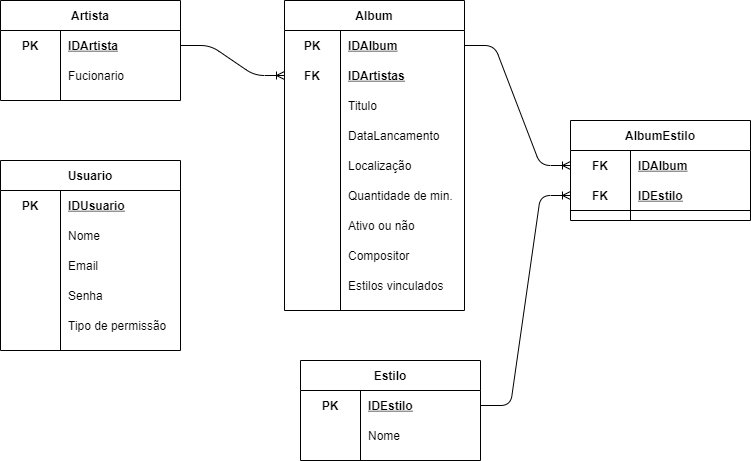 Artista
PK IDArtista
Fucionario
Album
PK IDAlbum
FK IDArtistas
Titulo
DataLancamento
Localização
Quantidade de min.
Ativo ou não
Compositor
Estilos vinculados
AlbumEstilo
FK IDAlbum
FK IDEstilo
Usuario
PK IDUsuario
Nome
Email
Senha
Tipo de permissão
Estilo
PK IDEstilo
Nome